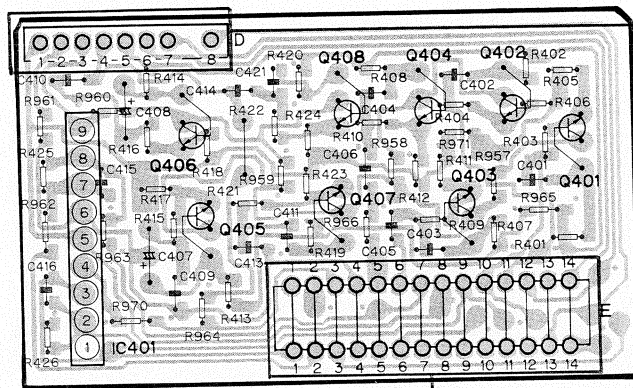 D
1 2 3 4 5 6 7 8
C410
R414
C421
R420
Q408
R408
Q404
C402
Q402
R402
R405
R961
R960
C408
C414
R422
R424
R410
C404
R404
R406
9
R425
R416
Q406
R418
C406
R958
R971
R411
R957
R403
C401
Q401
8
C415
7
R417
R421
R959
R423
R412
Q403
R962
6
R415
Q405
C411
R966
Q407
C403
R409
R407
R965
R401
5
R963
C407
C409
C413
R419
C405
C416
4
3
R413
R970
R964
2
R426
1
IC401
1 2 3 4 5 6 7 8 9 10 11 12 13 14
E
1 2 3 4 5 6 7 8 9 10 11 12 13 14